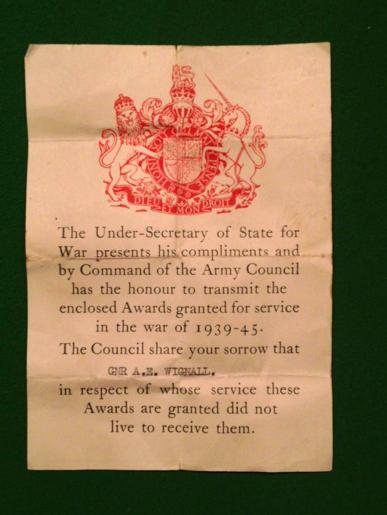 HONI SOIT QUI MAL Y PENSE
DIEU ET MON DROIT
The Under-Secretary of State for
War presents his compliments and
by Command of the Army Council
has the honour to transmit the
enclosed Awards granted for service
in the war of 1939-45.
The Council share your sorrow that
GNR A.E. WIGNALL.
in respect of whose service these
Awards are granted did not
live to receive them.